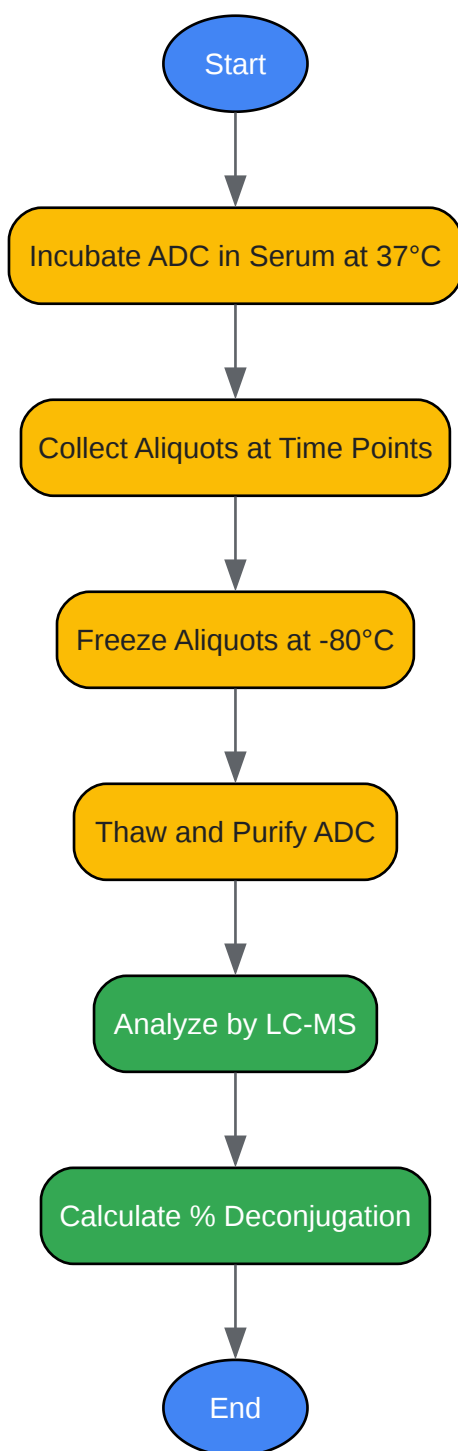 Start
Incubate ADC in Serum at 37°C
Collect Aliquots at Time Points
Freeze Aliquots at -80°C
Thaw and Purify ADC
Analyze by LC-MS
Calculate % Deconjugation
End